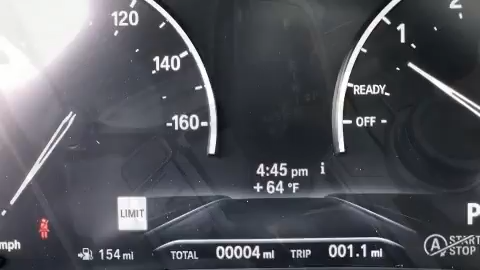 120
140
160
mph
2
1
READY
OFF
4:45 pm i
+64 °F
LIMIT
154 mi
TOTAL 00004 mi TRIP 001.1 mi
P
A START
STOP